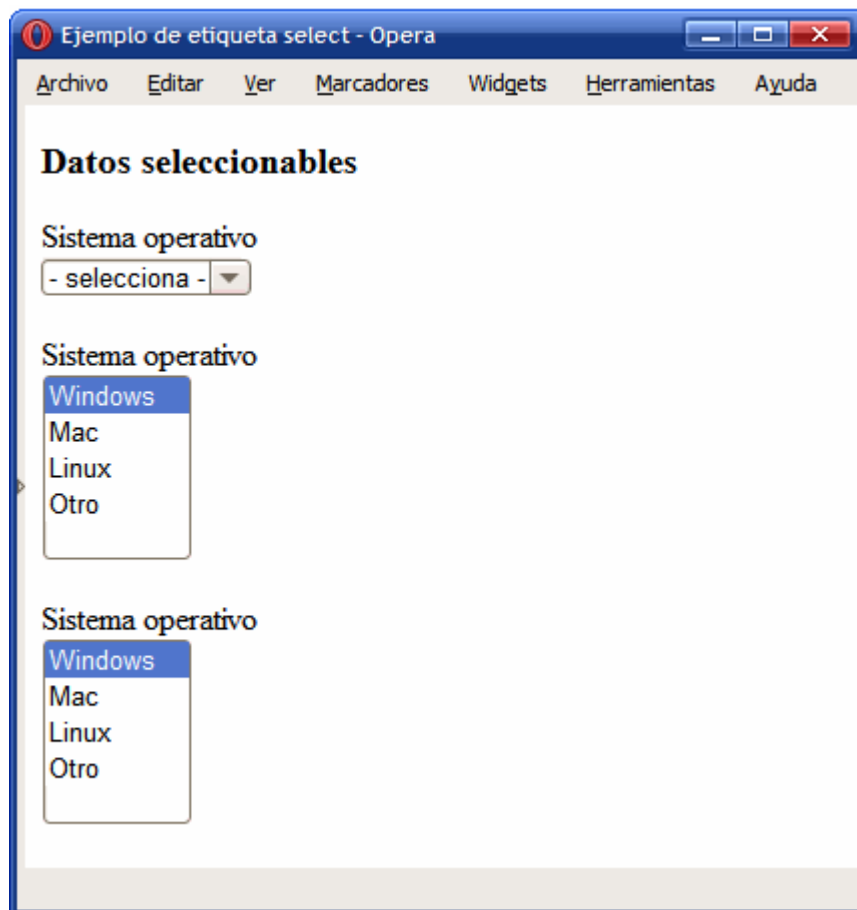 Ejemplo de etiqueta select - Opera
Archivo Editar Ver Marcadores Widgets Herramientas Ayuda
Datos seleccionables
Sistema operativo
- selecciona -
Sistema operativo
Windows
Mac
Linux
Otro
Sistema operativo
Windows
Mac
Linux
Otro